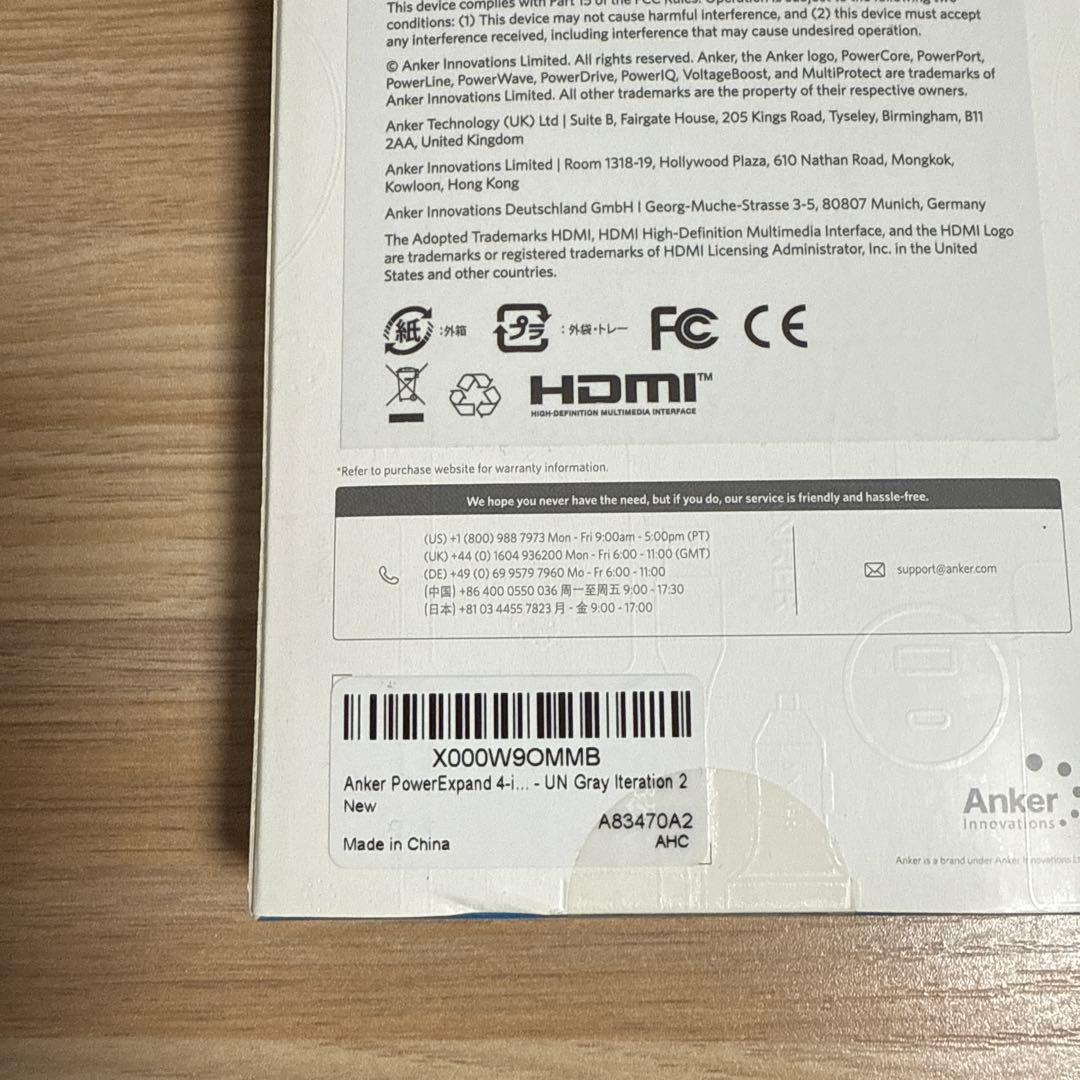 This device complies with Part 15 of the FCC Rules. Operation is subject to the following two
conditions: (1) This device may not cause harmful interference, and (2) this device must accept
any interference received, including interference that may cause undesired operation.
© Anker Innovations Limited. All rights reserved. Anker, the Anker logo, PowerCore, PowerPort,
PowerLine, PowerWave, PowerDrive, PowerIQ, VoltageBoost, and MultiProtect are trademarks of
Anker Innovations Limited. All other trademarks are the property of their respective owners.
Anker Technology (UK) Ltd | Suite B, Fairgate House, 205 Kings Road, Tyseley, Birmingham, B11
2AA, United Kingdom
Anker Innovations Limited | Room 1318-19, Hollywood Plaza, 610 Nathan Road, Mongkok,
Kowloon, Hong Kong
Anker Innovations Deutschland GmbH I Georg-Muche-Strasse 3-5, 80807 Munich, Germany
The Adopted Trademarks HDMI, HDMI High-Definition Multimedia Interface, and the HDMI Logo
are trademarks or registered trademarks of HDMI Licensing Administrator, Inc. in the United
States and other countries.
紙 :外箱 プラ :外袋・トレー FC CE
HDMI™
HIGH-DEFINITION MULTIMEDIA INTERFACE
*Refer to purchase website for warranty information.
We hope you never have the need, but if you do, our service is friendly and hassle-free.
(US) +1 (800) 988 7973 Mon - Fri 9:00am - 5:00pm (PT)
(UK) +44 (0) 1604 936200 Mon - Fri 6:00 - 11:00 (GMT)
(DE) +49 (0) 69 9579 7960 Mo - Fr 6:00 - 11:00
(中国) +86 400 0550 036 周一至周五 9:00 - 17:30
(日本) +81 03 4455 7823 月 - 金 9:00 - 17:00
support@anker.com
X000W9OMMB
Anker PowerExpand 4-i... - UN Gray Iteration 2
New
A83470A2
Made in China
AHC
Anker
Innovations
Anker is a brand under Anker Innovations